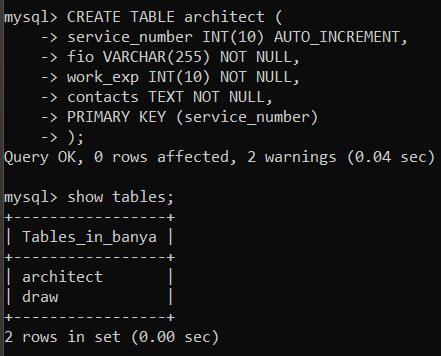 mysql> CREATE TABLE architect (
    -> service_number INT(10) AUTO_INCREMENT,
    -> fio VARCHAR(255) NOT NULL,
    -> work_exp INT(10) NOT NULL,
    -> contacts TEXT NOT NULL,
    -> PRIMARY KEY (service_number)
    -> );
Query OK, 0 rows affected, 2 warnings (0.04 sec)

mysql> show tables;
+-----------------+
| Tables_in_banya |
+-----------------+
| architect       |
| draw            |
+-----------------+
2 rows in set (0.00 sec)